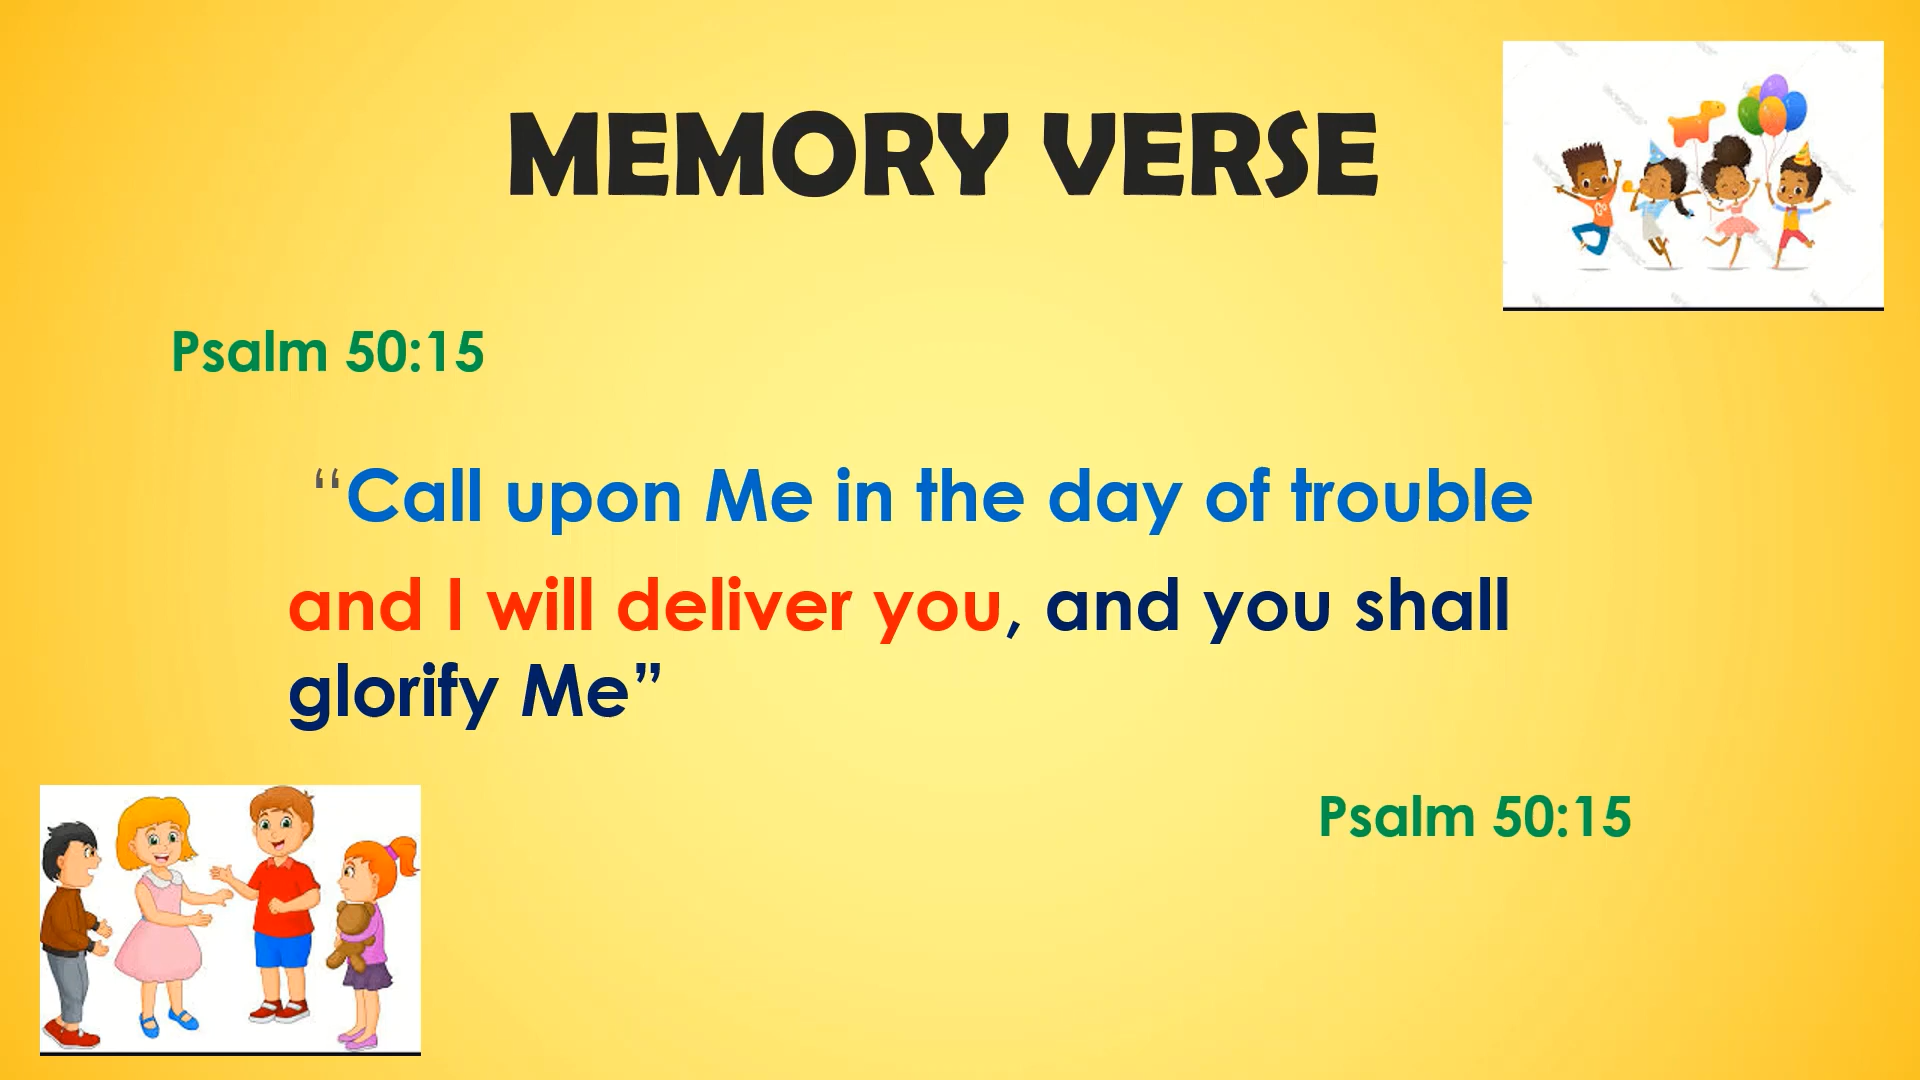 MEMORY VERSE
Psalm 50:15
“Call upon Me in the day of trouble
and I will deliver you, and you shall
glorify Me”
Psalm 50:15